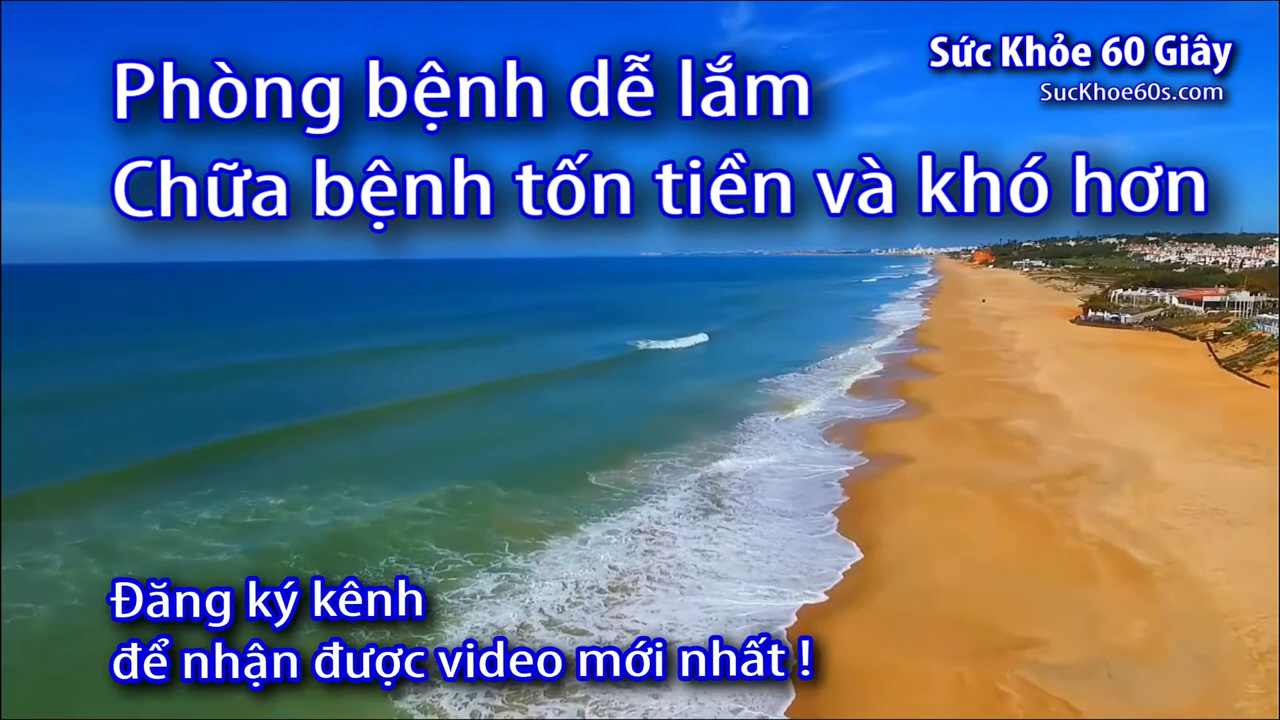 Sức Khỏe 60 Giây
SucKhoe60s.com
Phòng bệnh dễ lắm
Chữa bệnh tốn tiền và khó hơn
Đăng ký kênh
để nhận được video mới nhất !